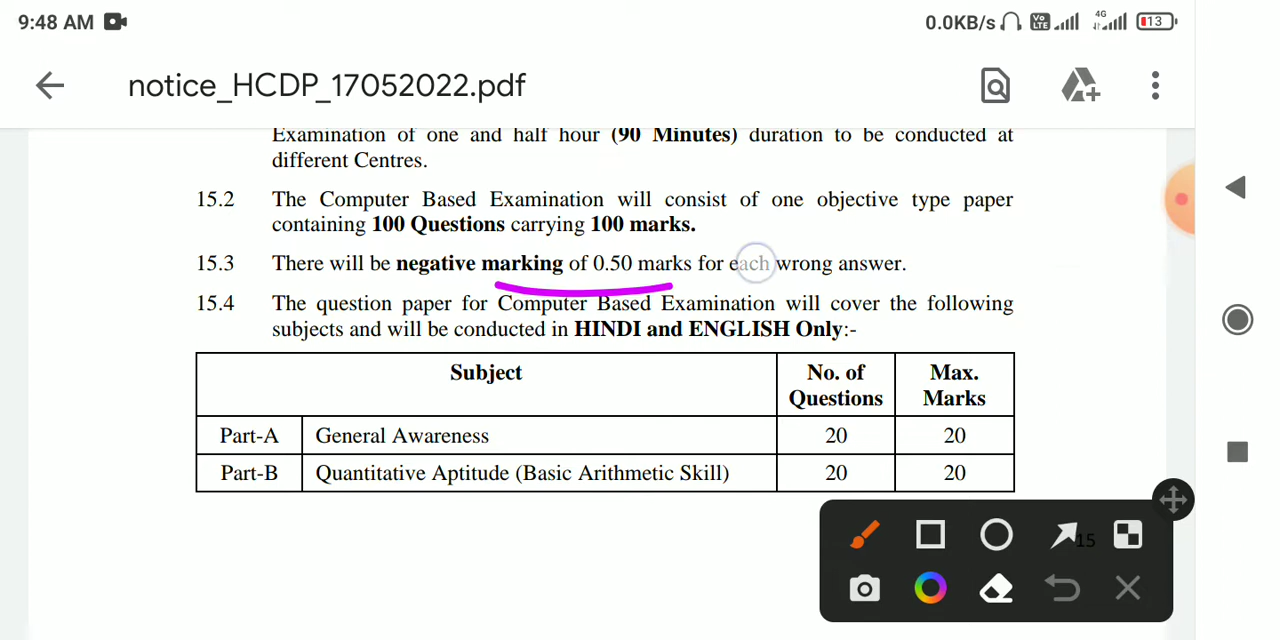 9:48 AM
0.0KB/s
Vo
LTE
4G
13
notice_HCDP_17052022.pdf
Examination of one and half hour (90 Minutes) duration to be conducted at
different Centres.
15.2 The Computer Based Examination will consist of one objective type paper
containing 100 Questions carrying 100 marks.
15.3 There will be negative marking of 0.50 marks for each wrong answer.
15.4 The question paper for Computer Based Examination will cover the following
subjects and will be conducted in HINDI and ENGLISH Only:-
Subject No. of Max.
Questions Marks
Part-A General Awareness 20 20
Part-B Quantitative Aptitude (Basic Arithmetic Skill) 20 20
15